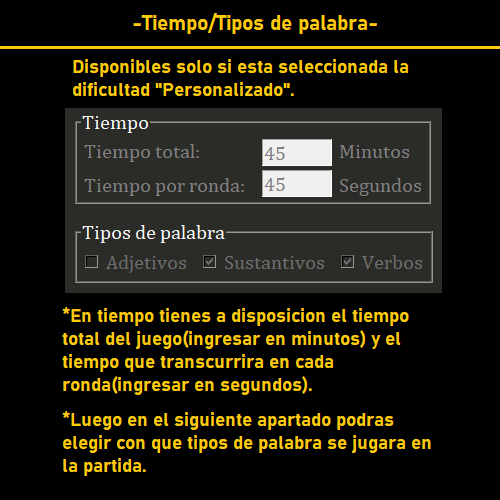 -Tiempo/Tipos de palabra-
Disponibles solo si esta seleccionada la
dificultad "Personalizado".
Tiempo
Tiempo total: 45 Minutos
Tiempo por ronda: 45 Segundos
Tipos de palabra
Adjetivos Sustantivos Verbos
*En tiempo tienes a disposicion el tiempo
total del juego(ingresar en minutos) y el
tiempo que transcurrira en cada
ronda(ingresar en segundos).
*Luego en el siguiente apartado podras
elegir con que tipos de palabra se jugara en
la partida.